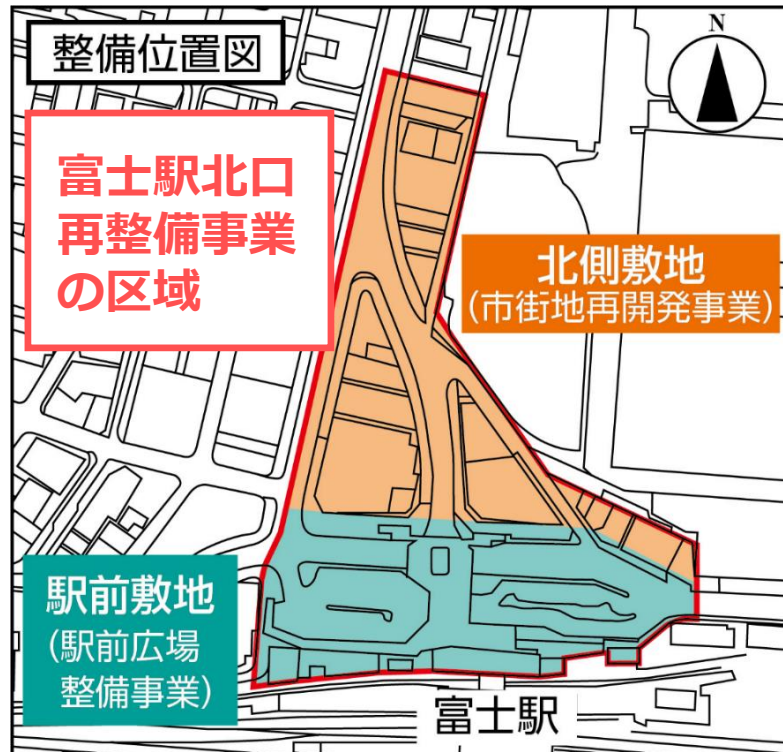 整備位置図
N
富士駅北口
再整備事業
の区域
北側敷地
(市街地再開発事業)
駅前敷地
(駅前広場
整備事業)
富士駅